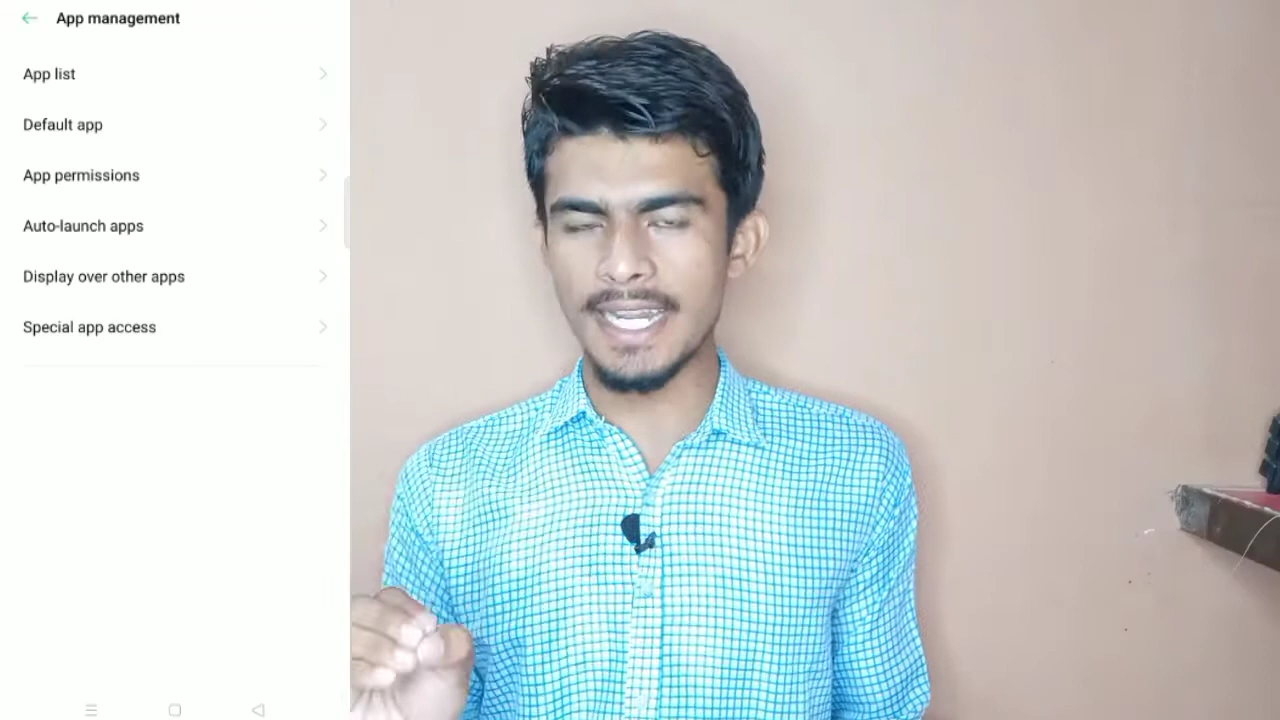 App management
App list
Default app
App permissions
Auto-launch apps
Display over other apps
Special app access